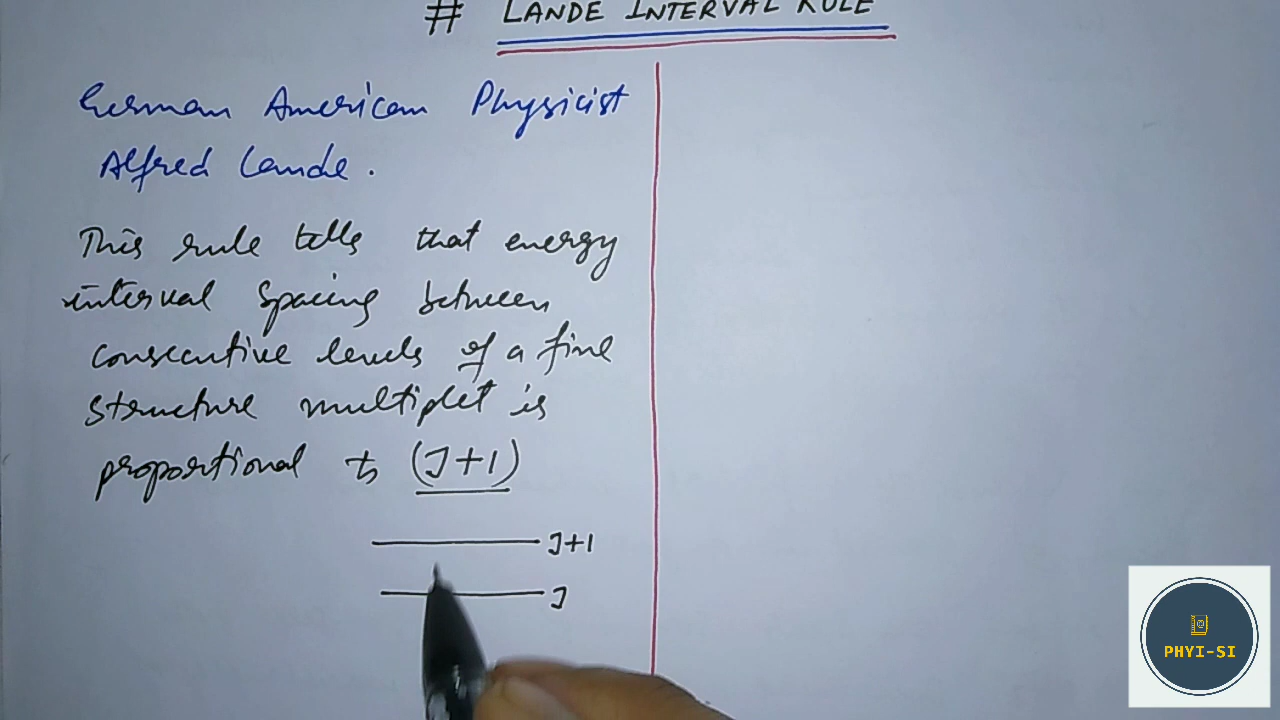 # LANDE INTERVAL RULE
German American Physicist
Alfred Lande.
This rule tells that energy
interval spacing between
consecutive levels of a fine
structure multiplet is
proportional to (J+1)
J+1
J
PHYI-SI